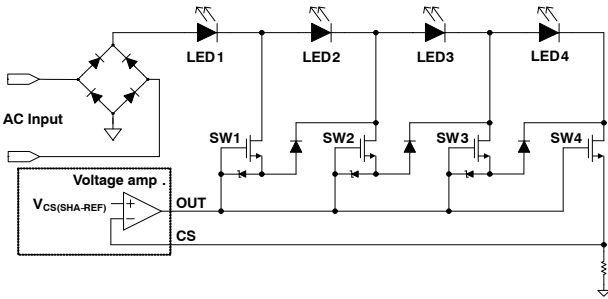 LED1
LED2
LED3
LED4
AC Input
SW1
SW2
SW3
SW4
Voltage amp .
VCS(SHA-REF)
+
−
OUT
CS